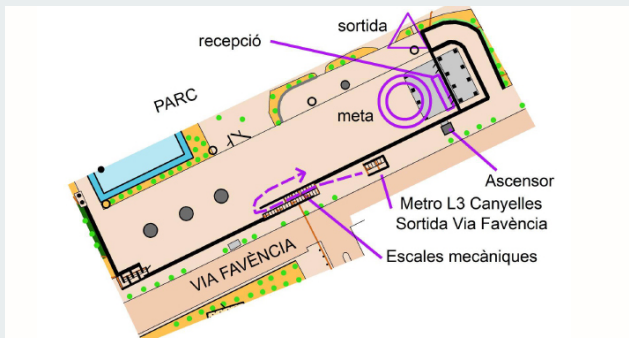 sortida
recepció
PARC
meta
Ascensor
Metro L3 Canyelles
Sortida Via Favència
VIA FAVÈNCIA
Escales mecàniques